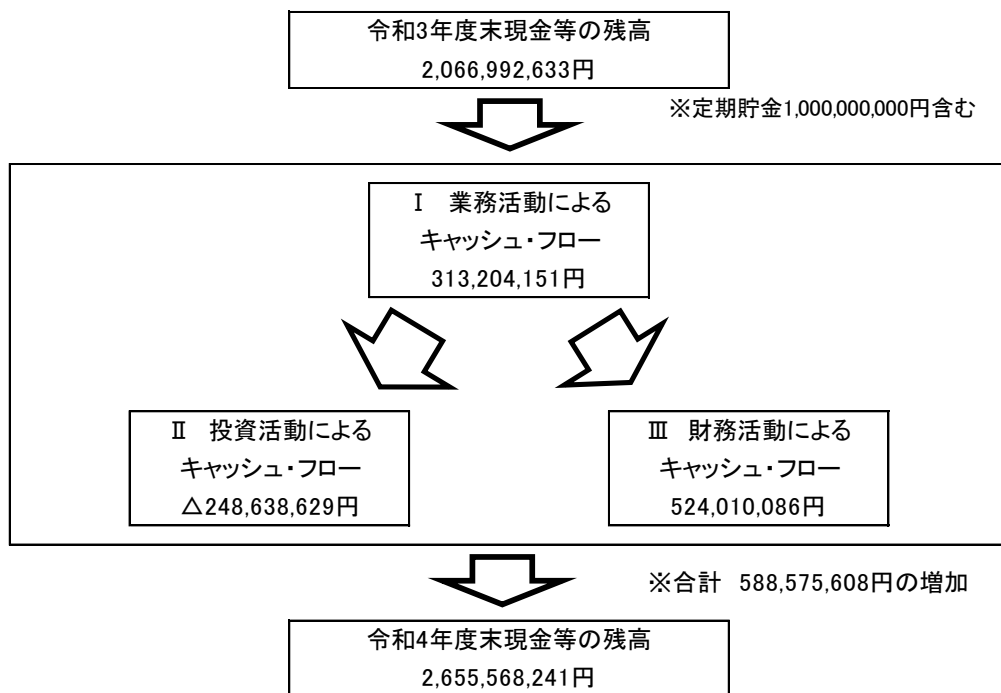 令和3年度末現金等の残高
2,066,992,633円
※定期貯金1,000,000,000円含む
Ⅰ　業務活動による
キャッシュ・フロー
313,204,151円
Ⅱ　投資活動による
キャッシュ・フロー
△248,638,629円
Ⅲ　財務活動による
キャッシュ・フロー
524,010,086円
※合計　588,575,608円の増加
令和4年度末現金等の残高
2,655,568,241円